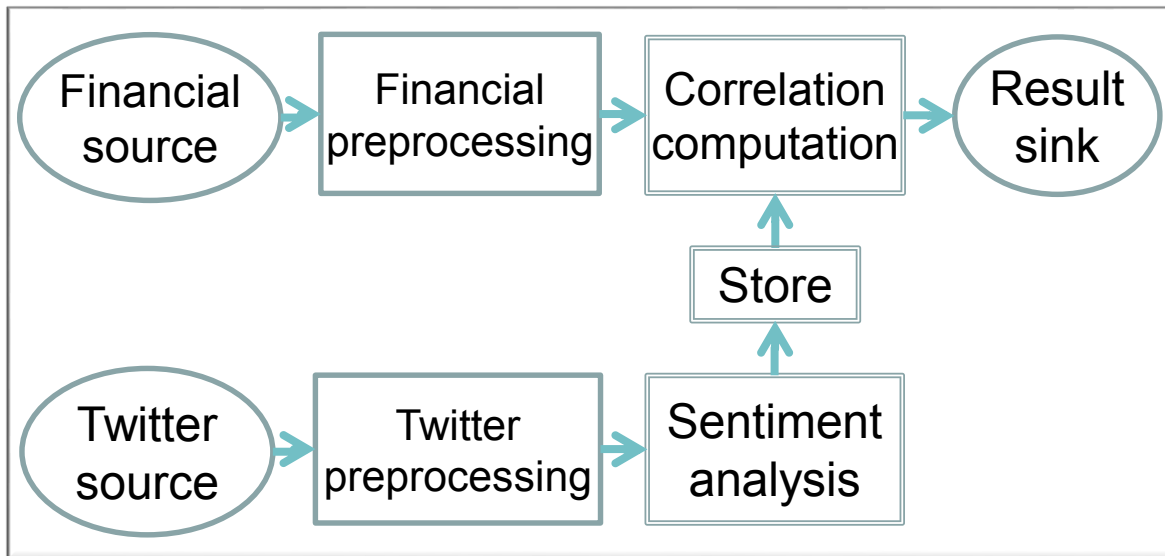 Financial
source
Financial
preprocessing
Correlation
computation
Result
sink
Store
Twitter
source
Twitter
preprocessing
Sentiment
analysis